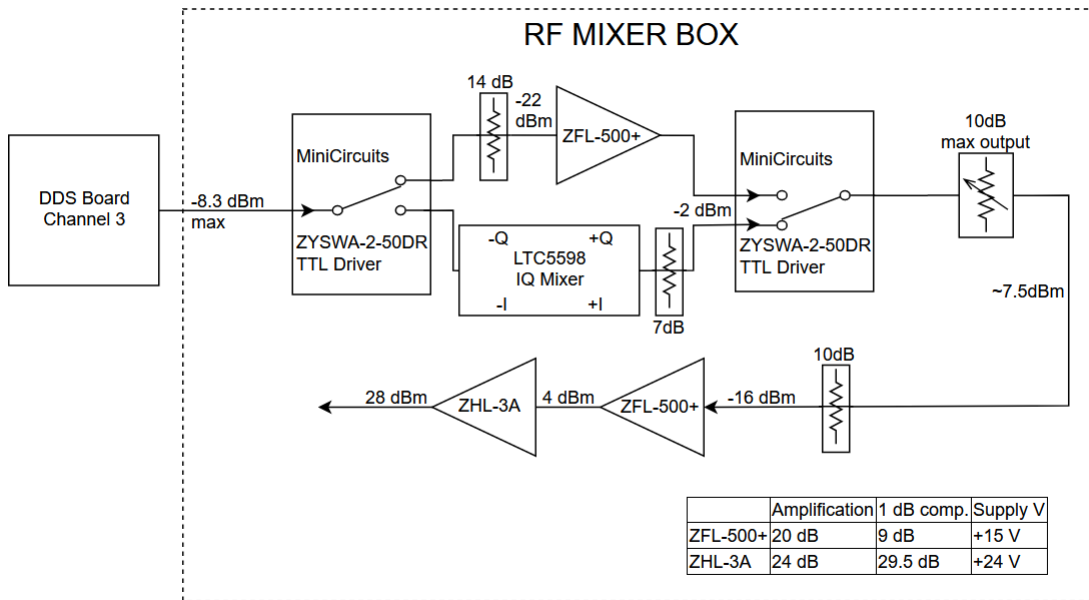 RF MIXER BOX
DDS Board
Channel 3
-8.3 dBm
max
MiniCircuits
ZYSWA-2-50DR
TTL Driver
14 dB
-22
dBm
ZFL-500+
-Q +Q
LTC5598
IQ Mixer
-I +I
7dB
-2 dBm
MiniCircuits
ZYSWA-2-50DR
TTL Driver
10dB
max output
~7.5dBm
10dB
-16 dBm
ZFL-500+
4 dBm
ZHL-3A
28 dBm
Amplification 1 dB comp. Supply V
ZFL-500+ 20 dB 9 dB +15 V
ZHL-3A 24 dB 29.5 dB +24 V